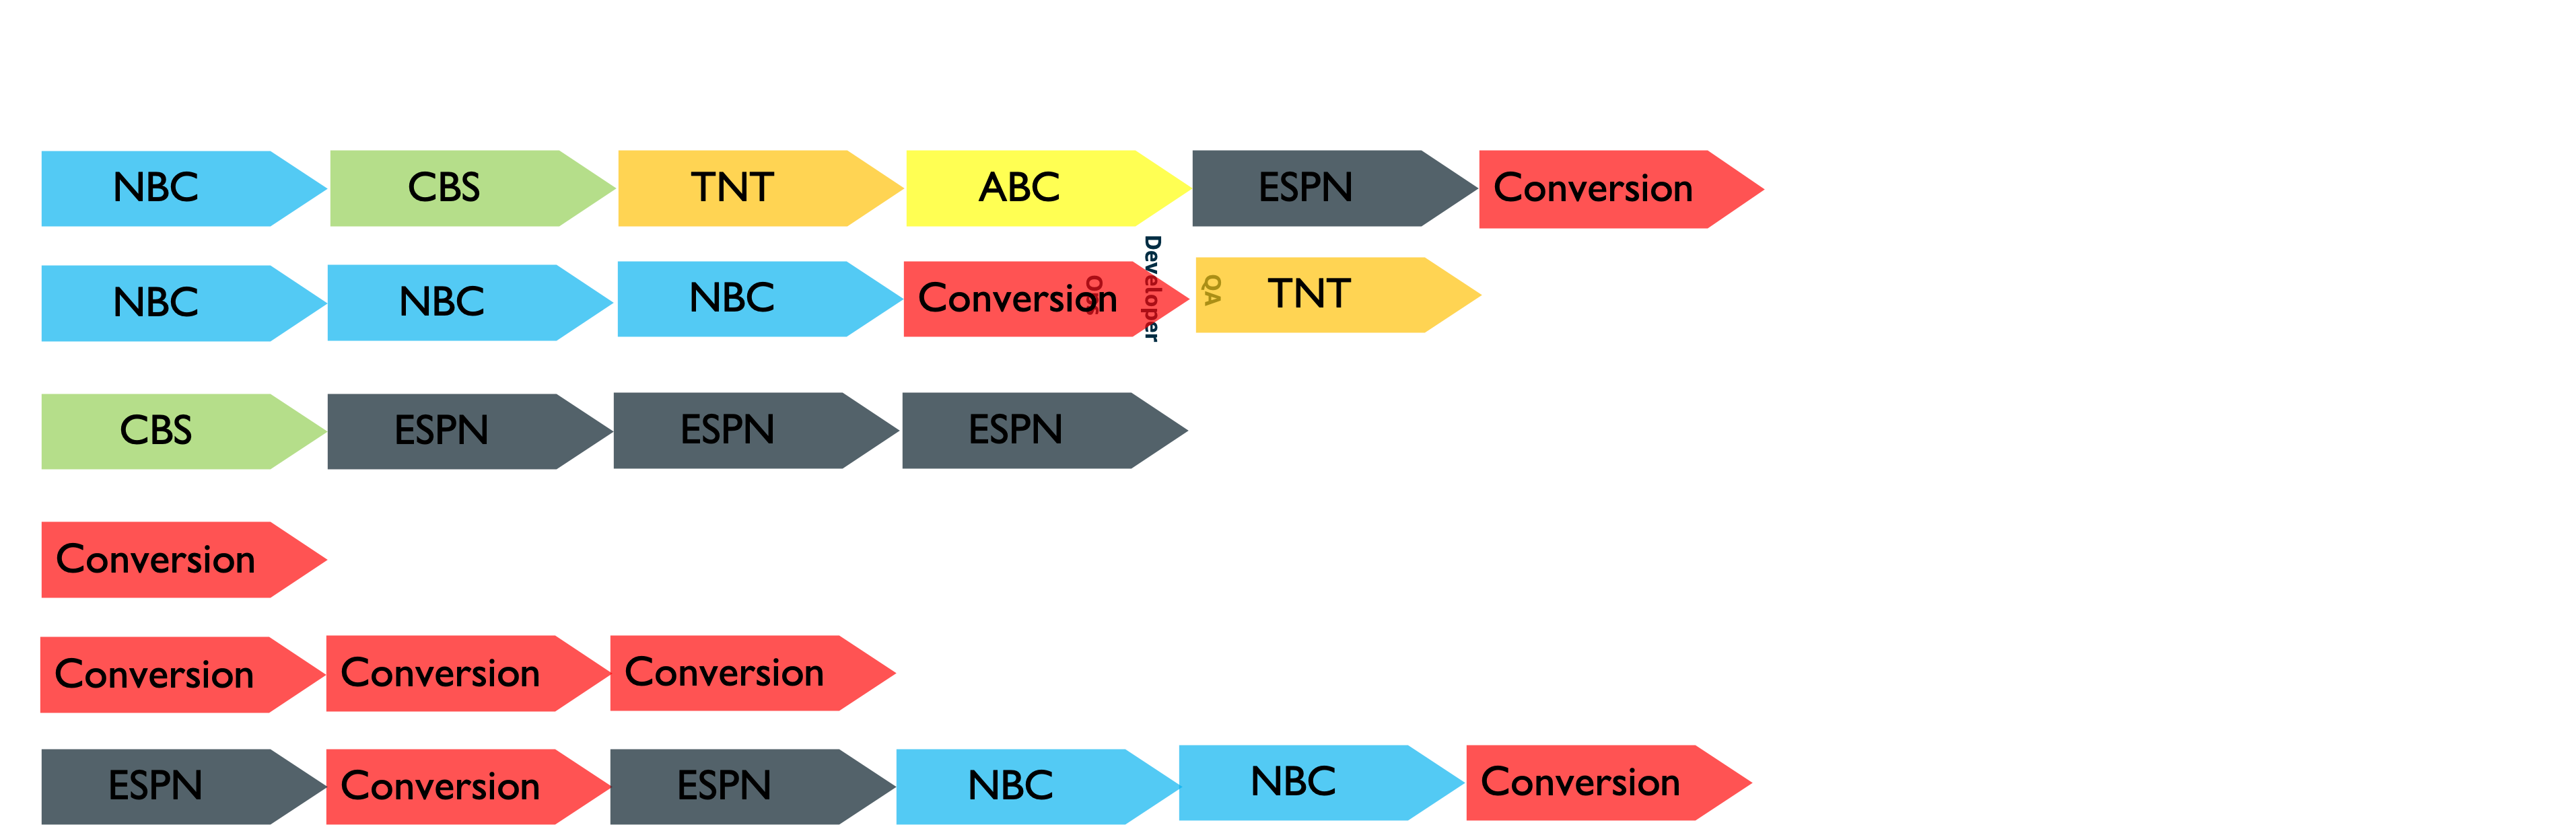 NBC CBS TNT ABC ESPN Conversion
Developer
NBC NBC NBC Conversion QA TNT
CBS ESPN ESPN ESPN
Conversion
Conversion Conversion Conversion
ESPN Conversion ESPN NBC NBC Conversion